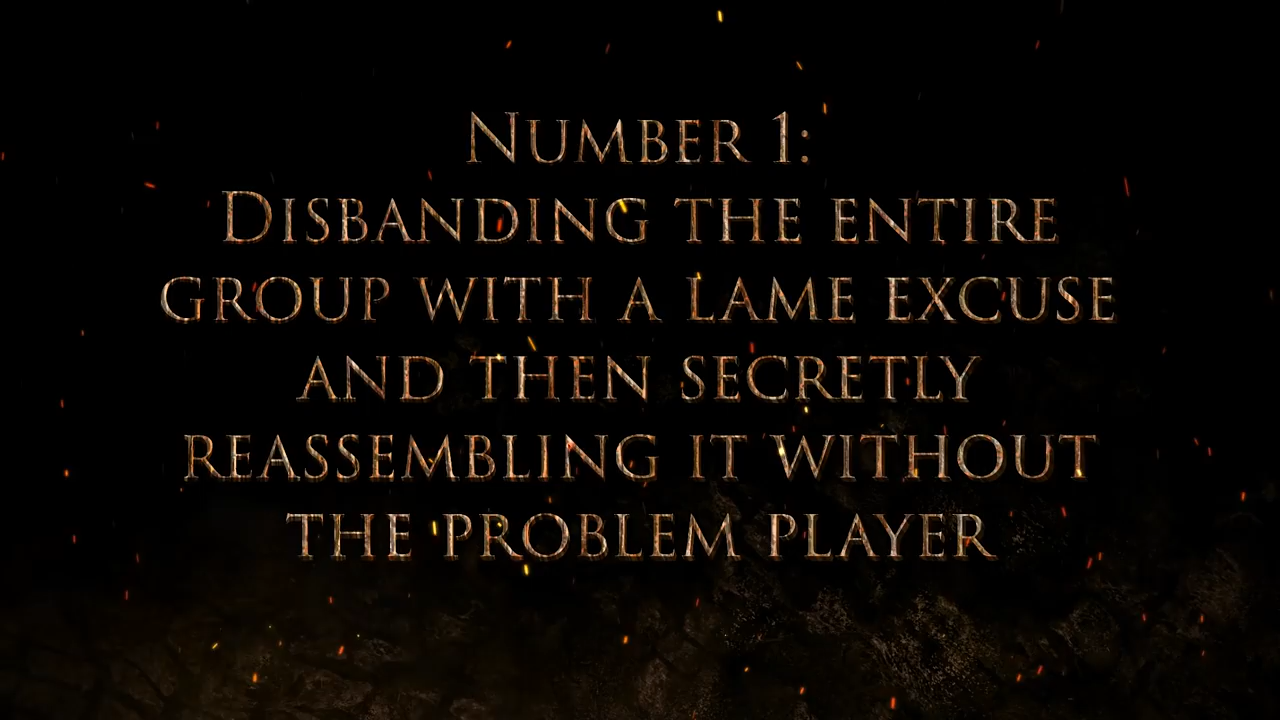 Number 1:
Disbanding the entire
group with a lame excuse
and then secretly
reassembling it without
the problem player